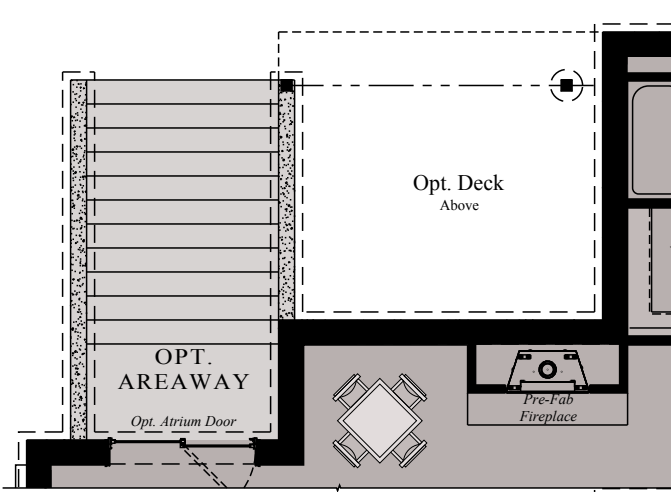 Opt. Deck
Above
OPT.
AREAWAY
Opt. Atrium Door
Pre-Fab
Fireplace